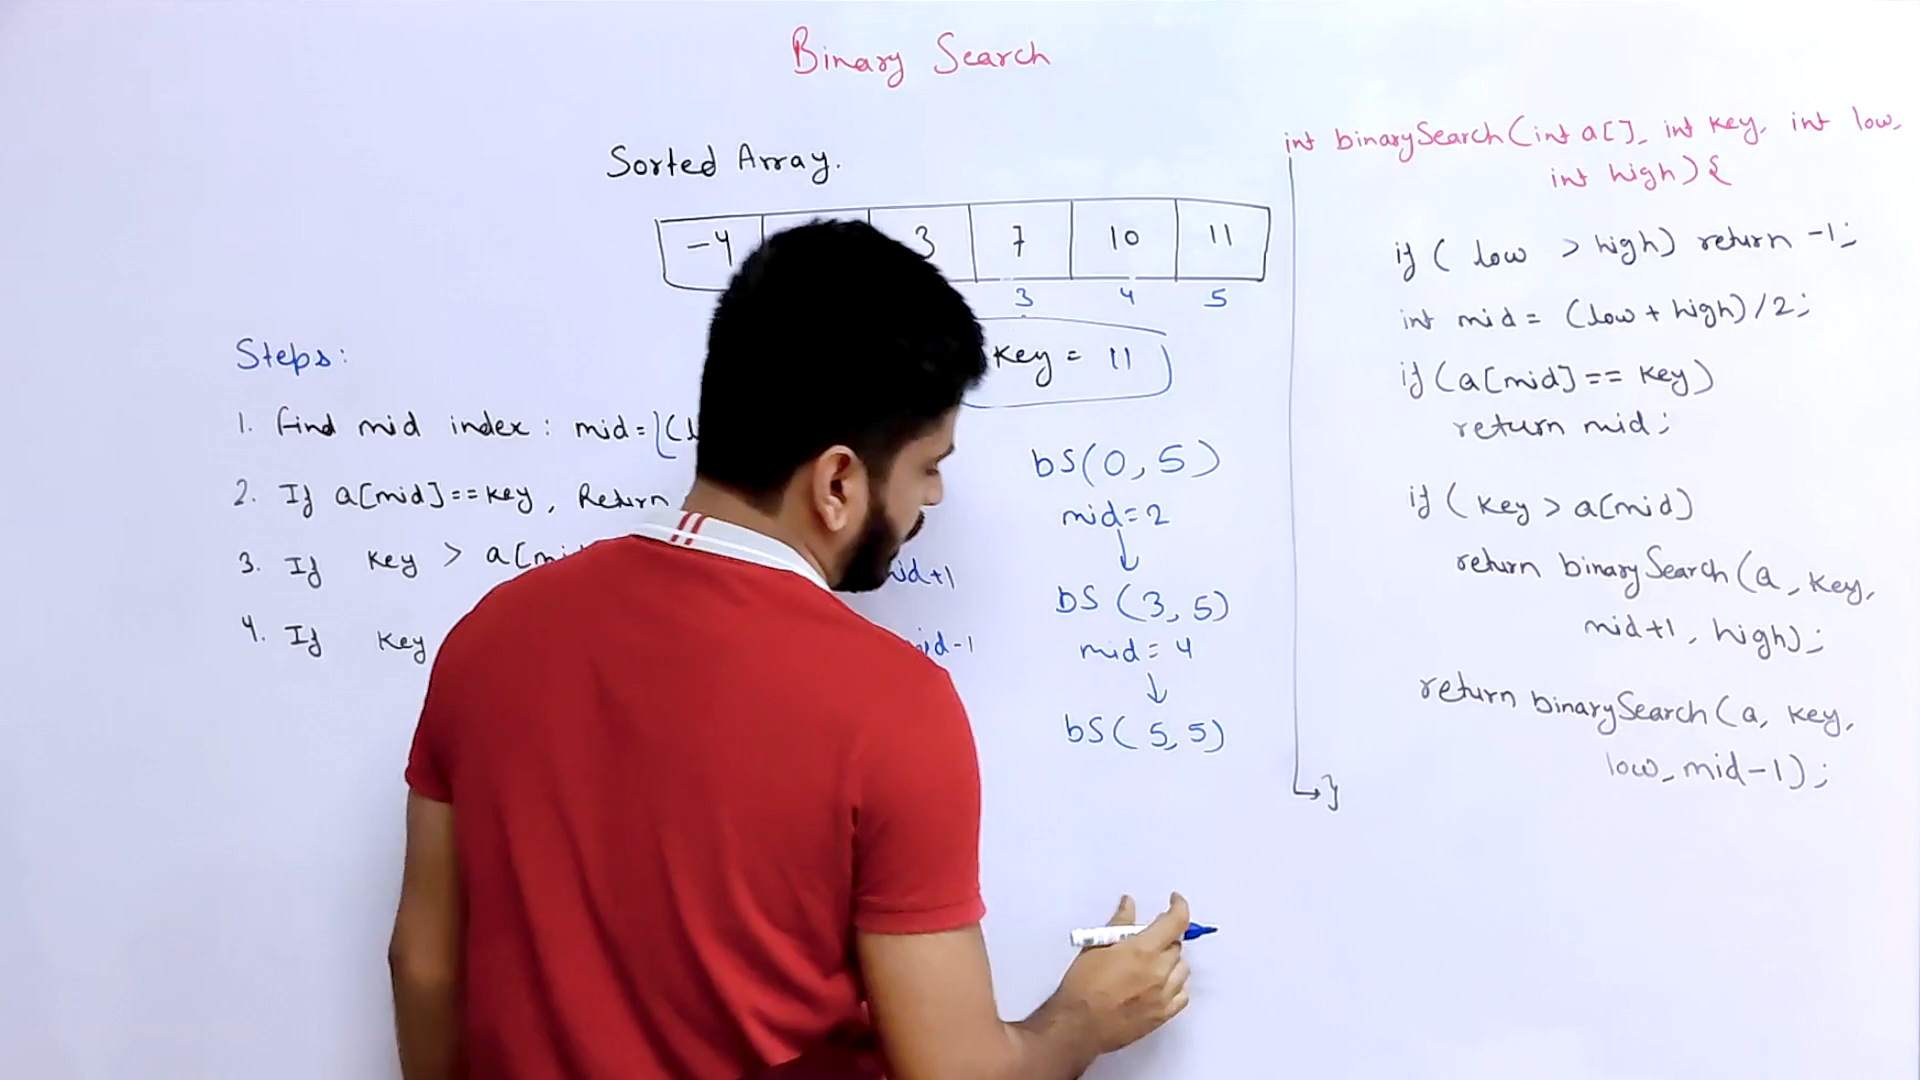 Binary Search
Sorted Array.
-4 3 7 10 11
3 4 5
Key = 11
Steps:
1. Find mid index : mid = (
2. If a[mid]==key, Return
3. If key > a[mi mid+1
4. If key mid-1
bS(0, 5)
mid=2
↓
bS (3, 5)
mid = 4
↓
bS( 5, 5)
int binarySearch(int a[], int key, int low,
int high) {
if ( low > high) return -1;
int mid = (low + high)/2;
if (a[mid] == key)
return mid;
if ( key > a[mid]
return binarySearch(a, key,
mid+1, high);
return binarySearch(a, key,
low, mid-1);
}